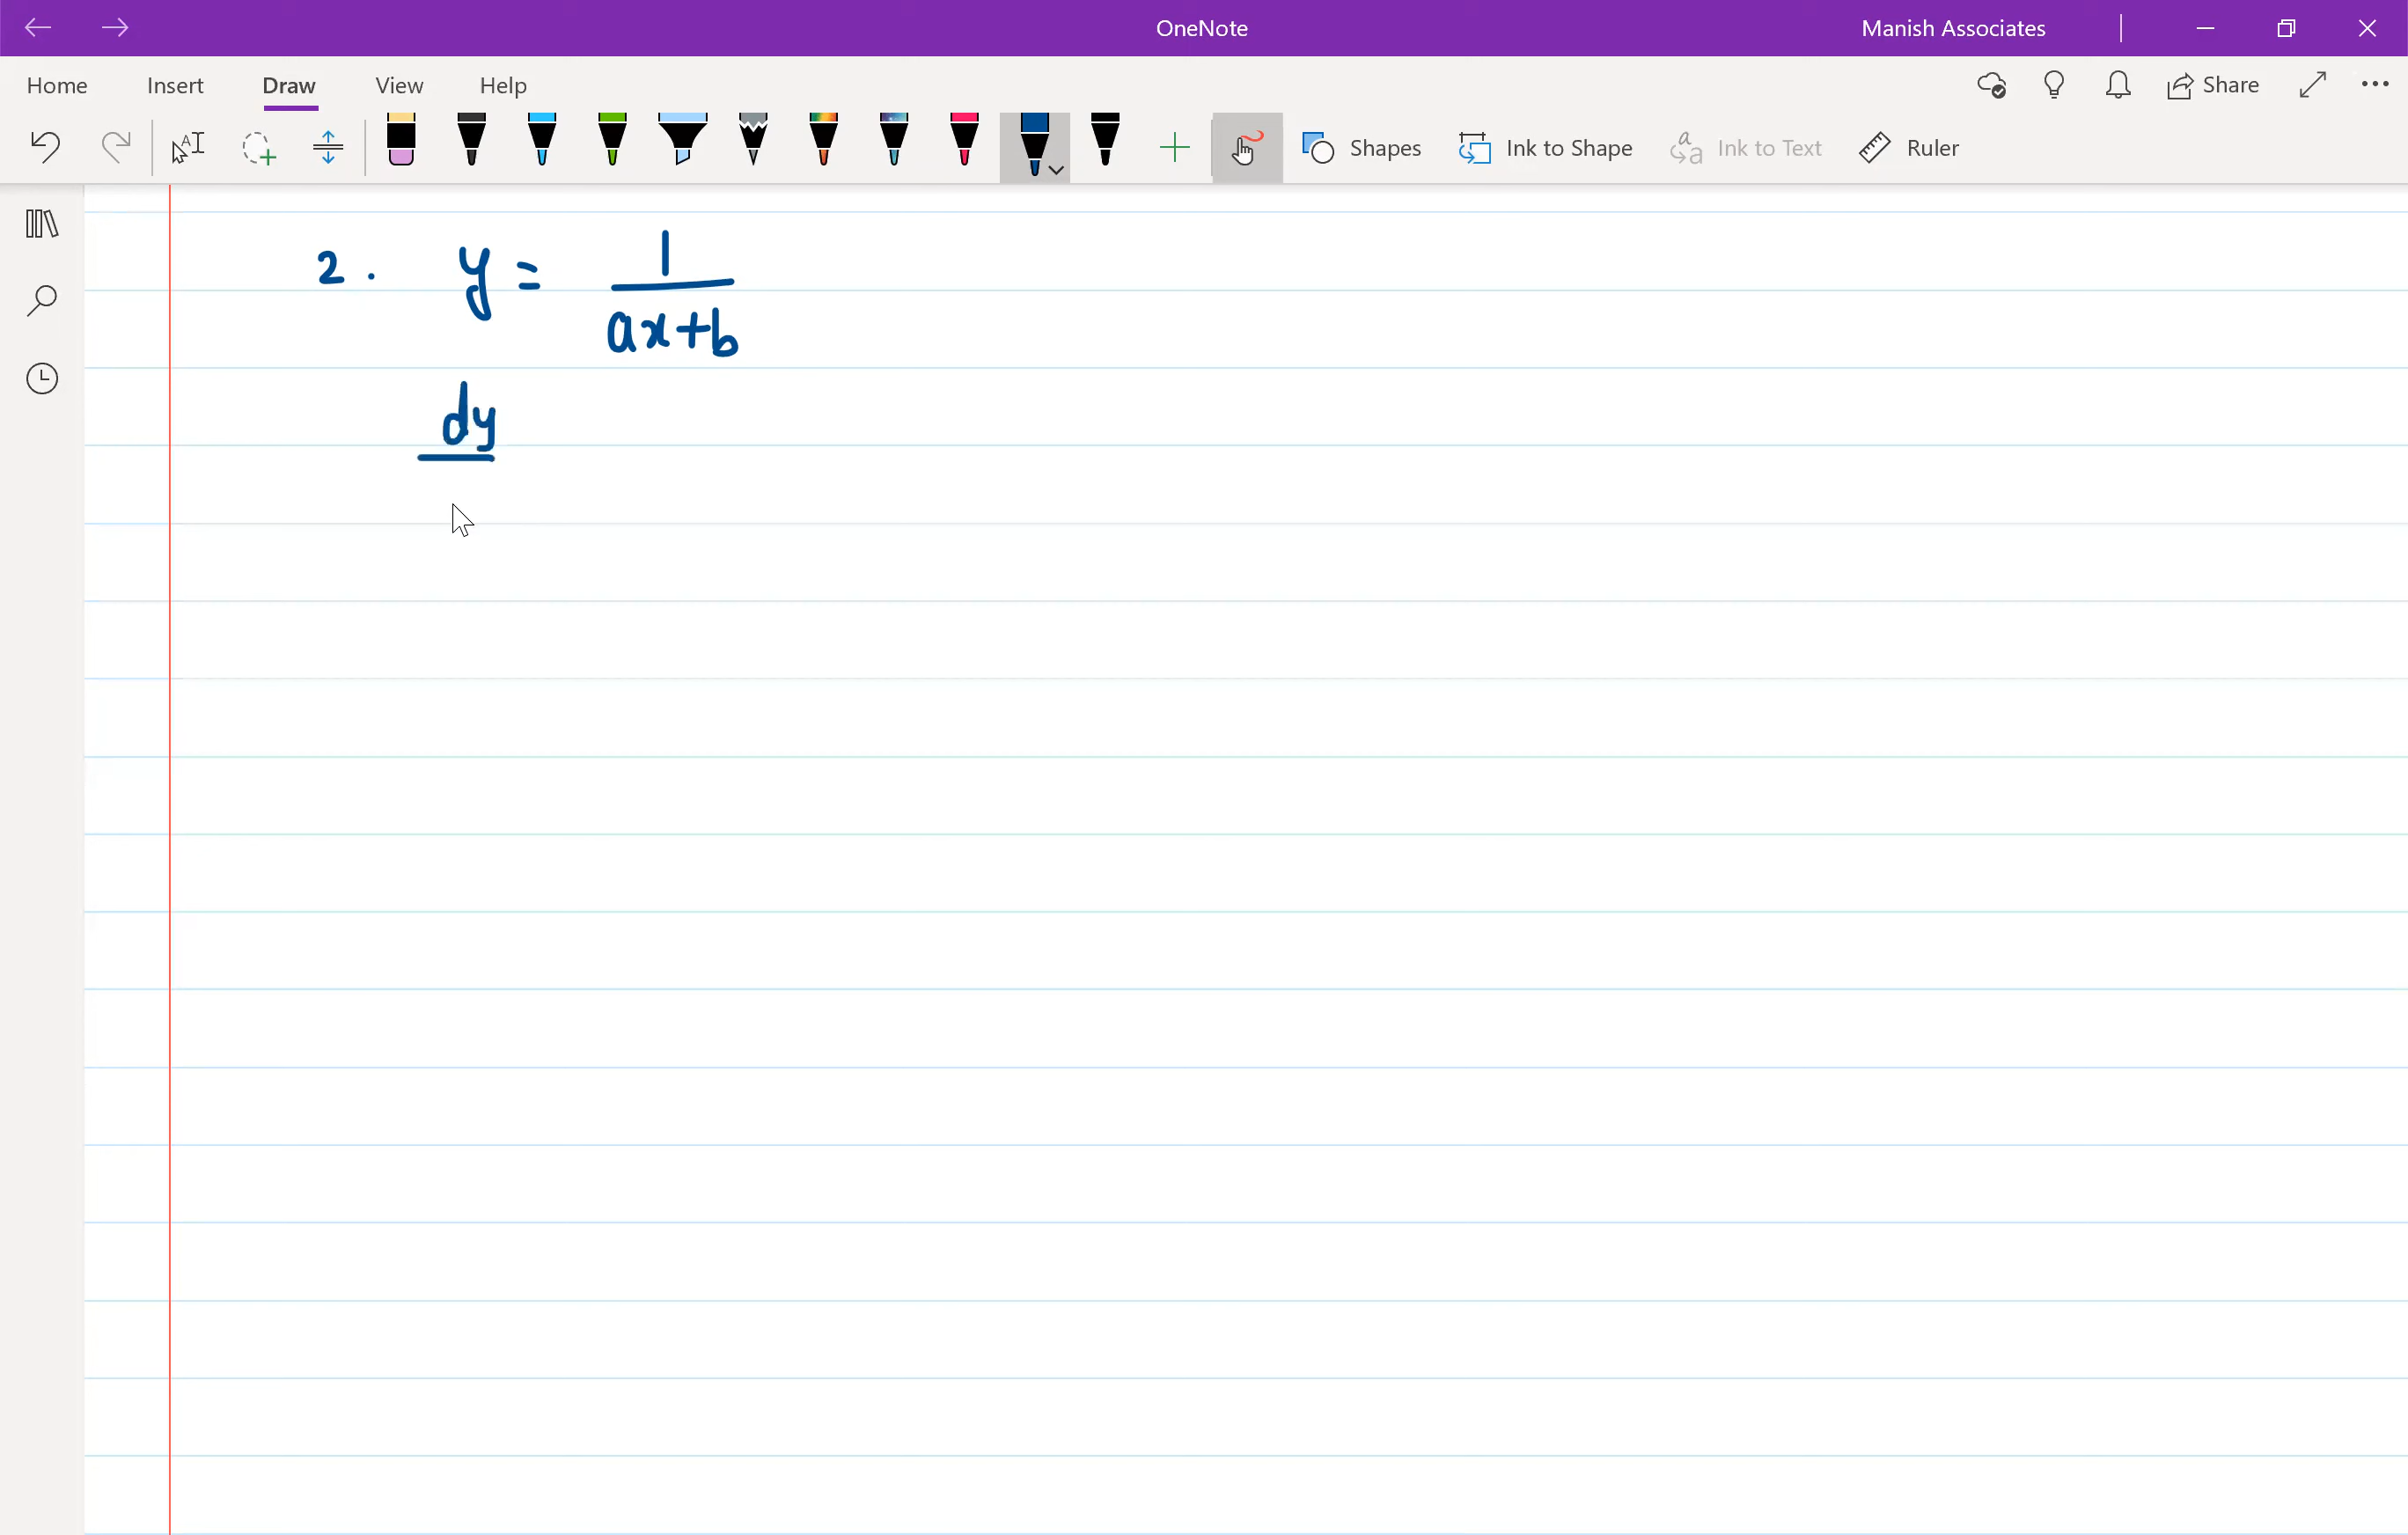 OneNote
Manish Associates
Home Insert Draw View Help
Share
Shapes Ink to Shape Ink to Text Ruler
2. y = 1
ax+b
dy